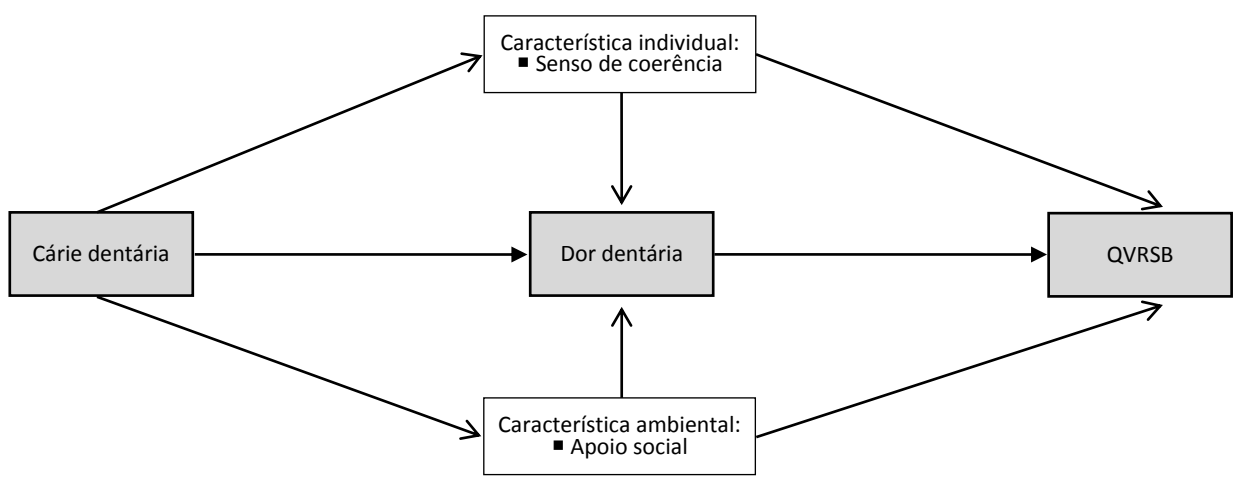 Característica individual:
▪ Senso de coerência
Cárie dentária
Dor dentária
QVRSB
Característica ambiental:
▪ Apoio social